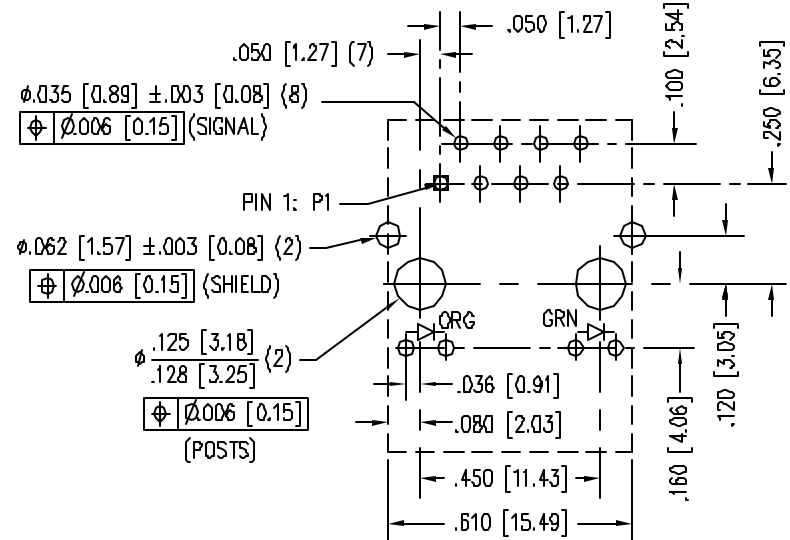 .050 [1.27]
.050 [1.27] (7)
.100 [2.54]
.250 [6.35]
ø.035 [0.89] ±.003 [0.08] (8)
⌖ Ø.006 [0.15] (SIGNAL)
PIN 1: P1
ø.062 [1.57] ±.003 [0.08] (2)
⌖ Ø.006 [0.15] (SHIELD)
ORG
GRN
ø .125 [3.18]
.128 [3.25] (2)
⌖ Ø.006 [0.15]
(POSTS)
.036 [0.91]
.080 [2.03]
.120 [3.05]
.160 [4.06]
.450 [11.43]
.610 [15.49]